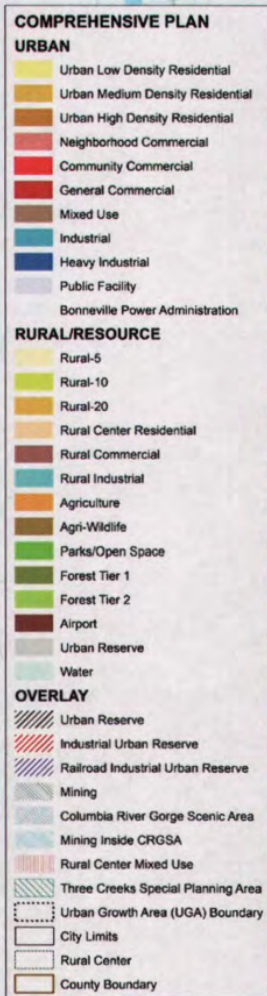 COMPREHENSIVE PLAN
URBAN
Urban Low Density Residential
Urban Medium Density Residential
Urban High Density Residential
Neighborhood Commercial
Community Commercial
General Commercial
Mixed Use
Industrial
Heavy Industrial
Public Facility
Bonneville Power Administration
RURAL/RESOURCE
Rural-5
Rural-10
Rural-20
Rural Center Residential
Rural Commercial
Rural Industrial
Agriculture
Agri-Wildlife
Parks/Open Space
Forest Tier 1
Forest Tier 2
Airport
Urban Reserve
Water
OVERLAY
Urban Reserve
Industrial Urban Reserve
Railroad Industrial Urban Reserve
Mining
Columbia River Gorge Scenic Area
Mining Inside CRGSA
Rural Center Mixed Use
Three Creeks Special Planning Area
Urban Growth Area (UGA) Boundary
City Limits
Rural Center
County Boundary